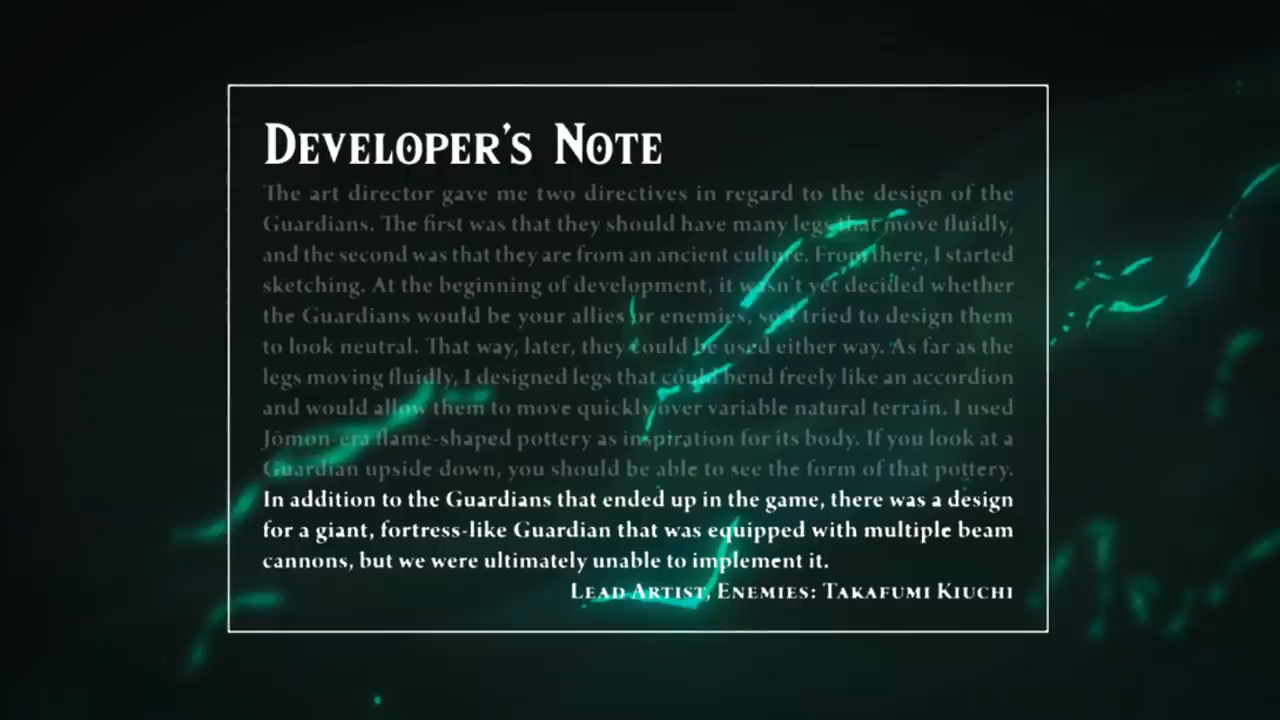 DEVELOPER'S NOTE
The art director gave me two directives in regard to the design of the
Guardians. The first was that they should have many legs that move fluidly,
and the second was that they are from an ancient culture. From there, I started
sketching. At the beginning of development, it wasn't yet decided whether
the Guardians would be your allies or enemies, so I tried to design them
to look neutral. That way, later, they could be used either way. As far as the
legs moving fluidly, I designed legs that could bend freely like an accordion
and would allow them to move quickly over variable natural terrain. I used
Jōmon-era flame-shaped pottery as inspiration for its body. If you look at a
Guardian upside down, you should be able to see the form of that pottery.
In addition to the Guardians that ended up in the game, there was a design
for a giant, fortress-like Guardian that was equipped with multiple beam
cannons, but we were ultimately unable to implement it.
LEAD ARTIST, ENEMIES: TAKAFUMI KIUCHI